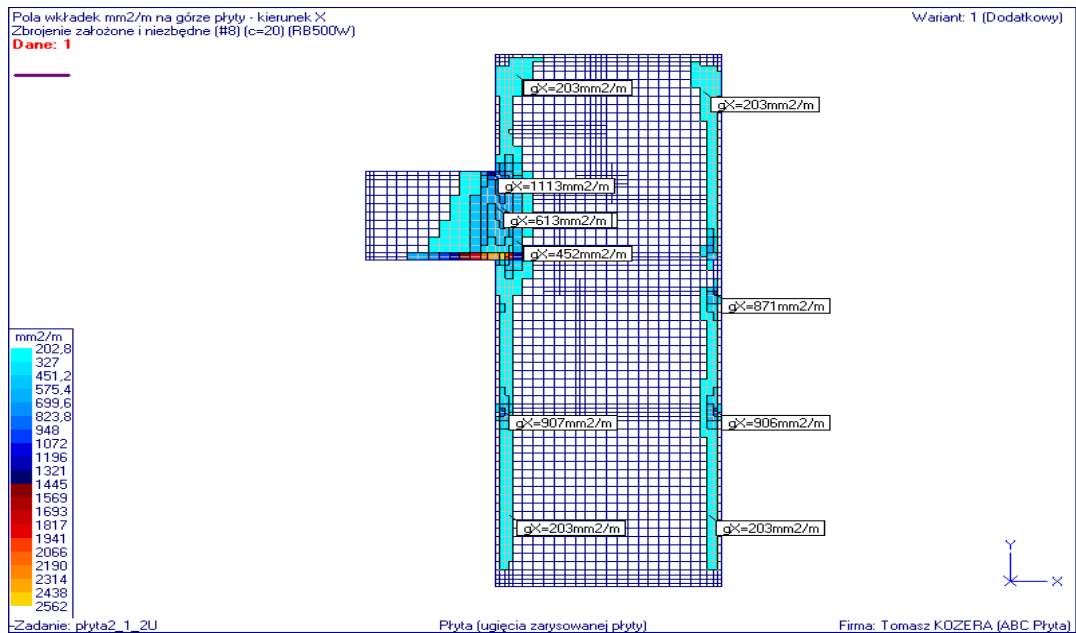 Pola wkładek mm2/m na górze płyty - kierunek X
Wariant: 1 (Dodatkowy)
Zbrojenie założone i niezbędne (#8) (c=20) (RB500W)
Dane: 1
gX=203mm2/m
gX=203mm2/m
gX=1113mm2/m
gX=613mm2/m
gX=452mm2/m
gX=871mm2/m
mm2/m
202,8
327
451,2
575,4
699,6
823,8
948
1072
1196
1321
1445
1569
1693
1817
1941
2066
2190
2314
2438
2562
gX=907mm2/m
gX=906mm2/m
gX=203mm2/m
gX=203mm2/m
Y
X
Zadanie: płyta2_1_2U
Płyta (ugięcia zarysowanej płyty)
Firma: Tomasz KOZERA (ABC Płyta)